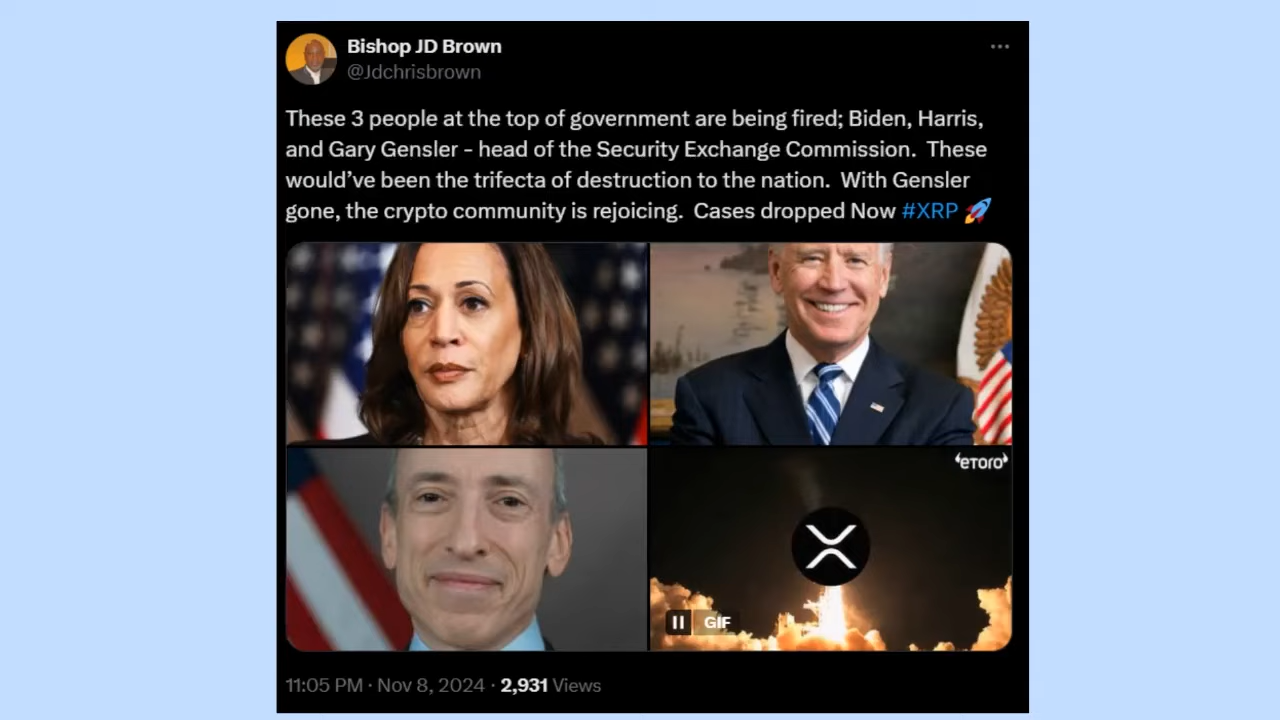 Bishop JD Brown
@Jdchrisbrown
These 3 people at the top of government are being fired; Biden, Harris,
and Gary Gensler - head of the Security Exchange Commission.  These
would’ve been the trifecta of destruction to the nation.  With Gensler
gone, the crypto community is rejoicing.  Cases dropped Now #XRP 🚀
eTORO
GIF
11:05 PM · Nov 8, 2024 · 2,931 Views